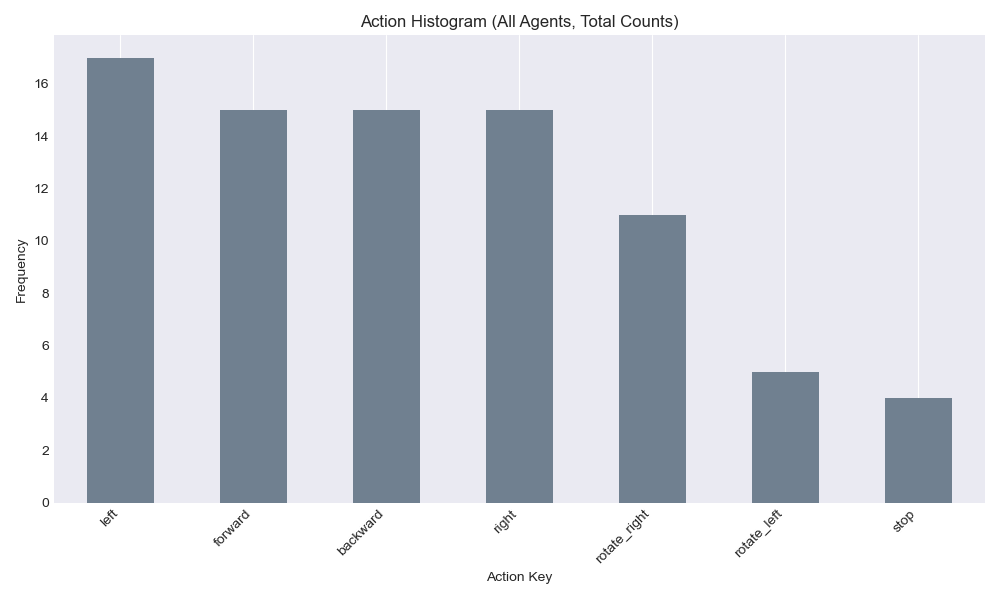 Action Histogram (All Agents, Total Counts)
Frequency
16
14
12
10
8
6
4
2
0
left
forward
backward
right
rotate_right
rotate_left
stop
Action Key